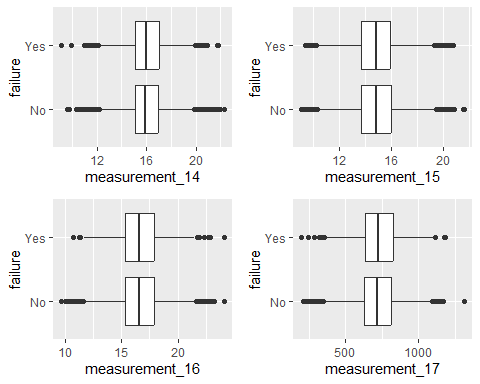 failure
Yes
No
12 16 20
measurement_14
failure
Yes
No
12 16 20
measurement_15
failure
Yes
No
10 15 20
measurement_16
failure
Yes
No
500 1000
measurement_17